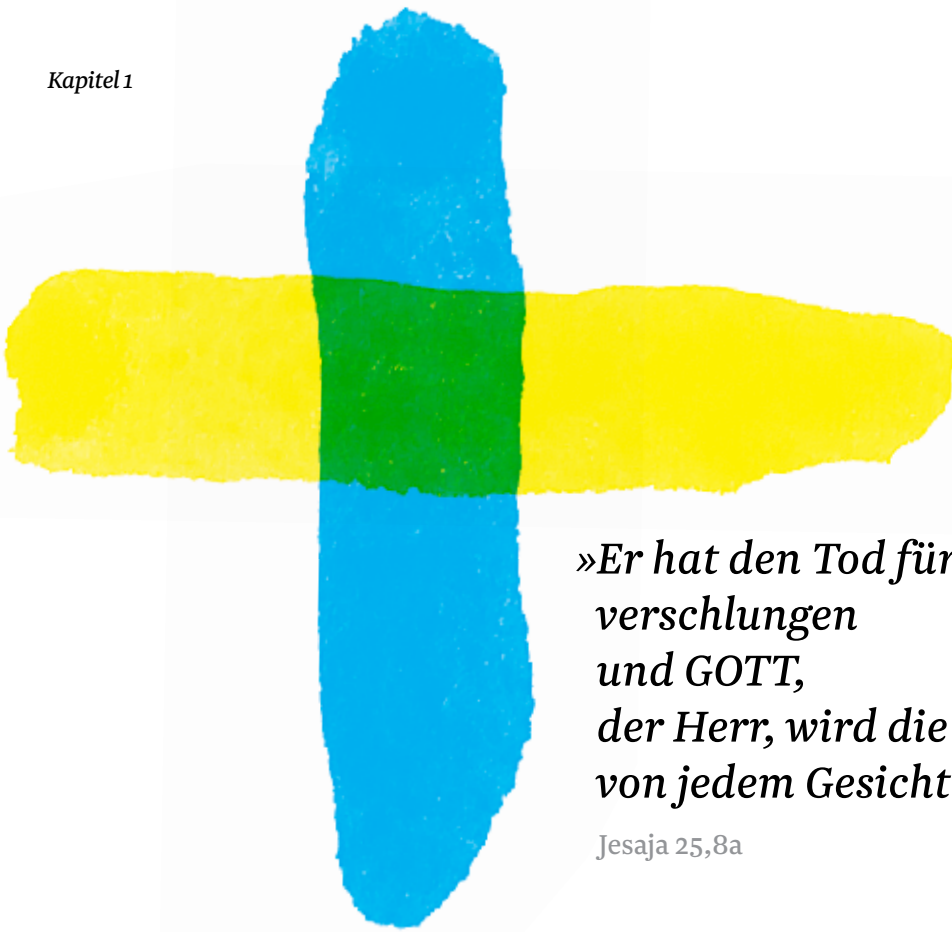 Kapitel 1
»Er hat den Tod für
verschlungen
und GOTT,
der Herr, wird die
von jedem Gesicht
Jesaja 25,8a